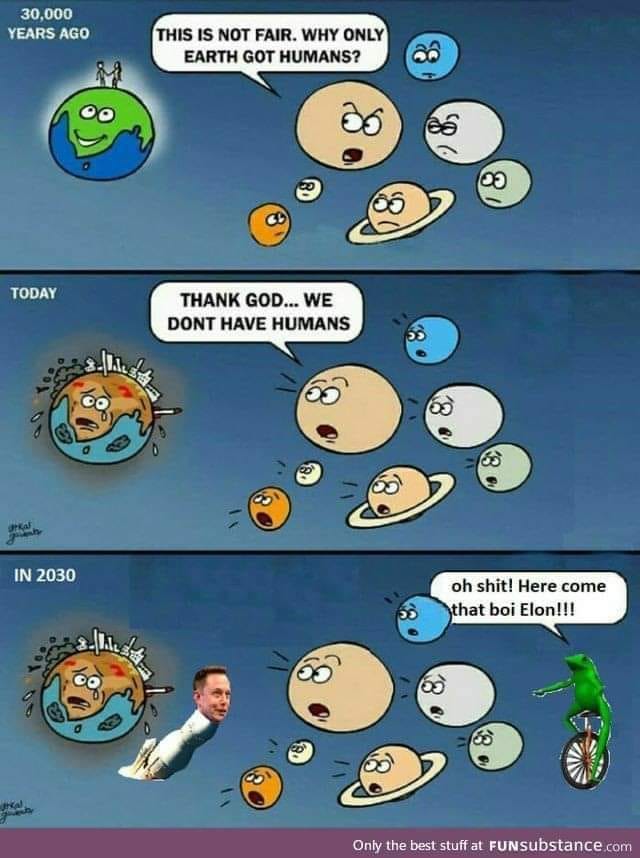 30,000
YEARS AGO
THIS IS NOT FAIR. WHY ONLY
EARTH GOT HUMANS?
TODAY
THANK GOD... WE
DONT HAVE HUMANS
IN 2030
oh shit! Here come
that boi Elon!!!
Only the best stuff at FUNsubstance.com